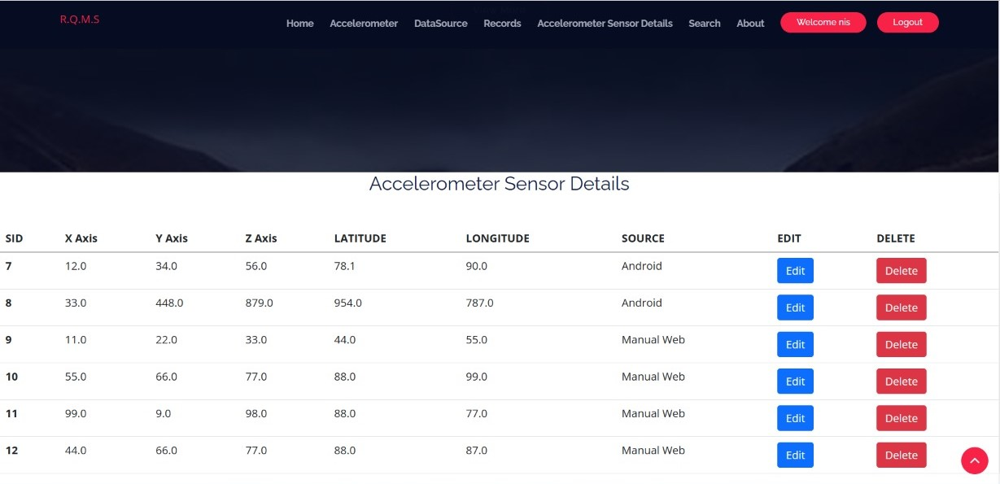 R.Q.M.S Home Accelerometer DataSource Records Accelerometer Sensor Details Search About Welcome nis Logout
Accelerometer Sensor Details
SID X Axis Y Axis Z Axis LATITUDE LONGITUDE SOURCE EDIT DELETE
7 12.0 34.0 56.0 78.1 90.0 Android Edit Delete
8 33.0 448.0 879.0 954.0 787.0 Android Edit Delete
9 11.0 22.0 33.0 44.0 55.0 Manual Web Edit Delete
10 55.0 66.0 77.0 88.0 99.0 Manual Web Edit Delete
11 99.0 9.0 98.0 88.0 77.0 Manual Web Edit Delete
12 44.0 66.0 77.0 88.0 87.0 Manual Web Edit Delete